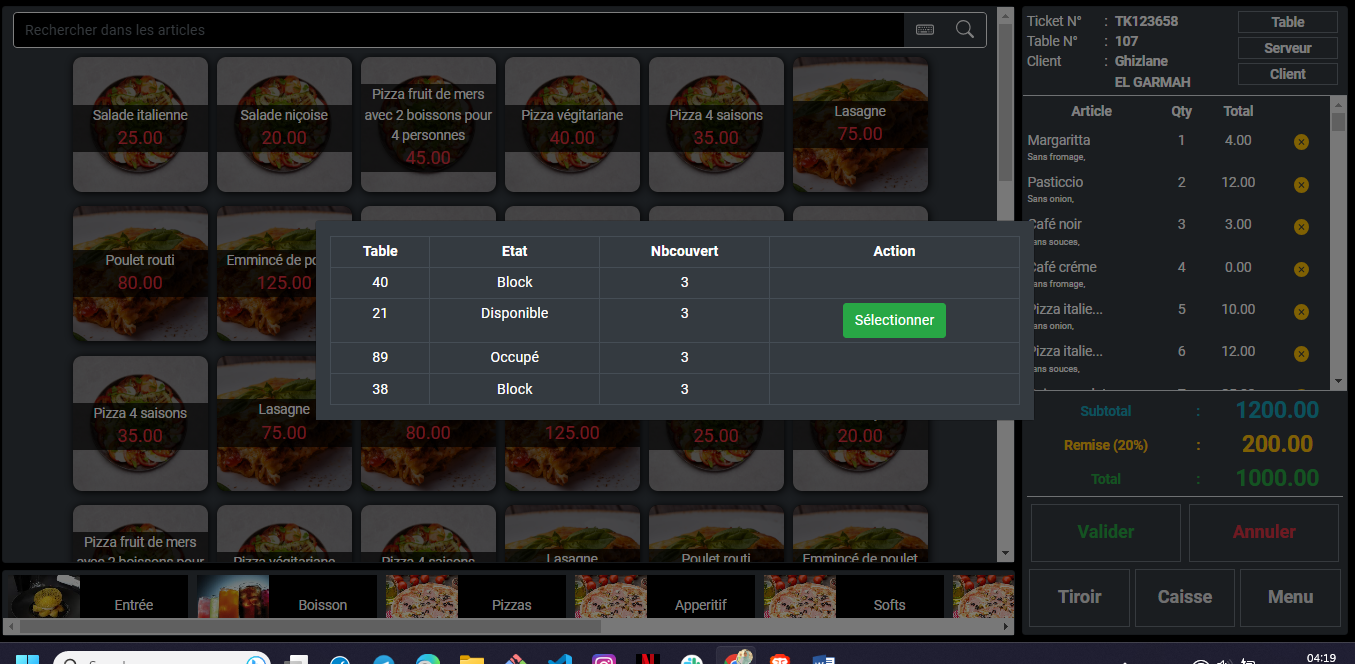 Rechercher dans les articles
Salade italienne
25.00
Salade niçoise
20.00
Pizza fruit de mers
avec 2 boissons pour
4 personnes
45.00
Pizza végitariane
40.00
Pizza 4 saisons
35.00
Lasagne
75.00
Poulet routi
80.00
Emmincé de po
125.00
Table Etat Nbcouvert Action
40 Block 3
21 Disponible 3 Sélectionner
89 Occupé 3
38 Block 3
Pizza 4 saisons
35.00
Lasagne
75.00
80.00
125.00
25.00
20.00
Pizza fruit de mers
avec 2 boissons pour
Pizza végitariane
Pizza 4 saisons
Lasagne
Poulet routi
Emmincé de poulet
Entrée
Boisson
Pizzas
Apperitif
Softs
Ticket N° : TK123658
Table N° : 107
Client : Ghizlane
EL GARMAH
Table
Serveur
Client
Article Qty Total
Margaritta 1 4.00
Sans fromage,
Pasticcio 2 12.00
Sans onion,
Café noir 3 3.00
ans souces,
Café créme 4 0.00
ans fromage,
Pizza italie... 5 10.00
ans onion,
Pizza italie... 6 12.00
ans souces,
Subtotal : 1200.00
Remise (20%) : 200.00
Total : 1000.00
Valider
Annuler
Tiroir
Caisse
Menu
04:19